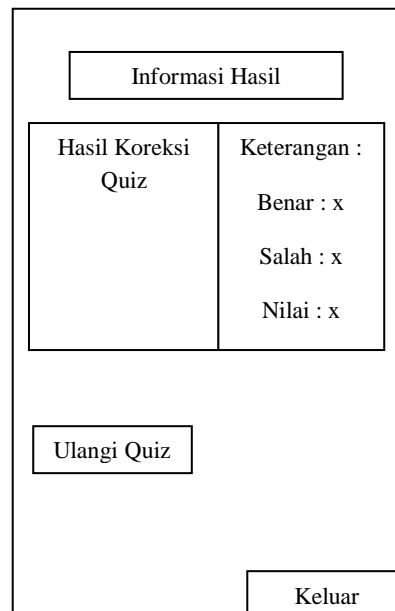 Informasi Hasil
Hasil Koreksi
Quiz
Keterangan :
Benar : x
Salah : x
Nilai : x
Ulangi Quiz
Keluar